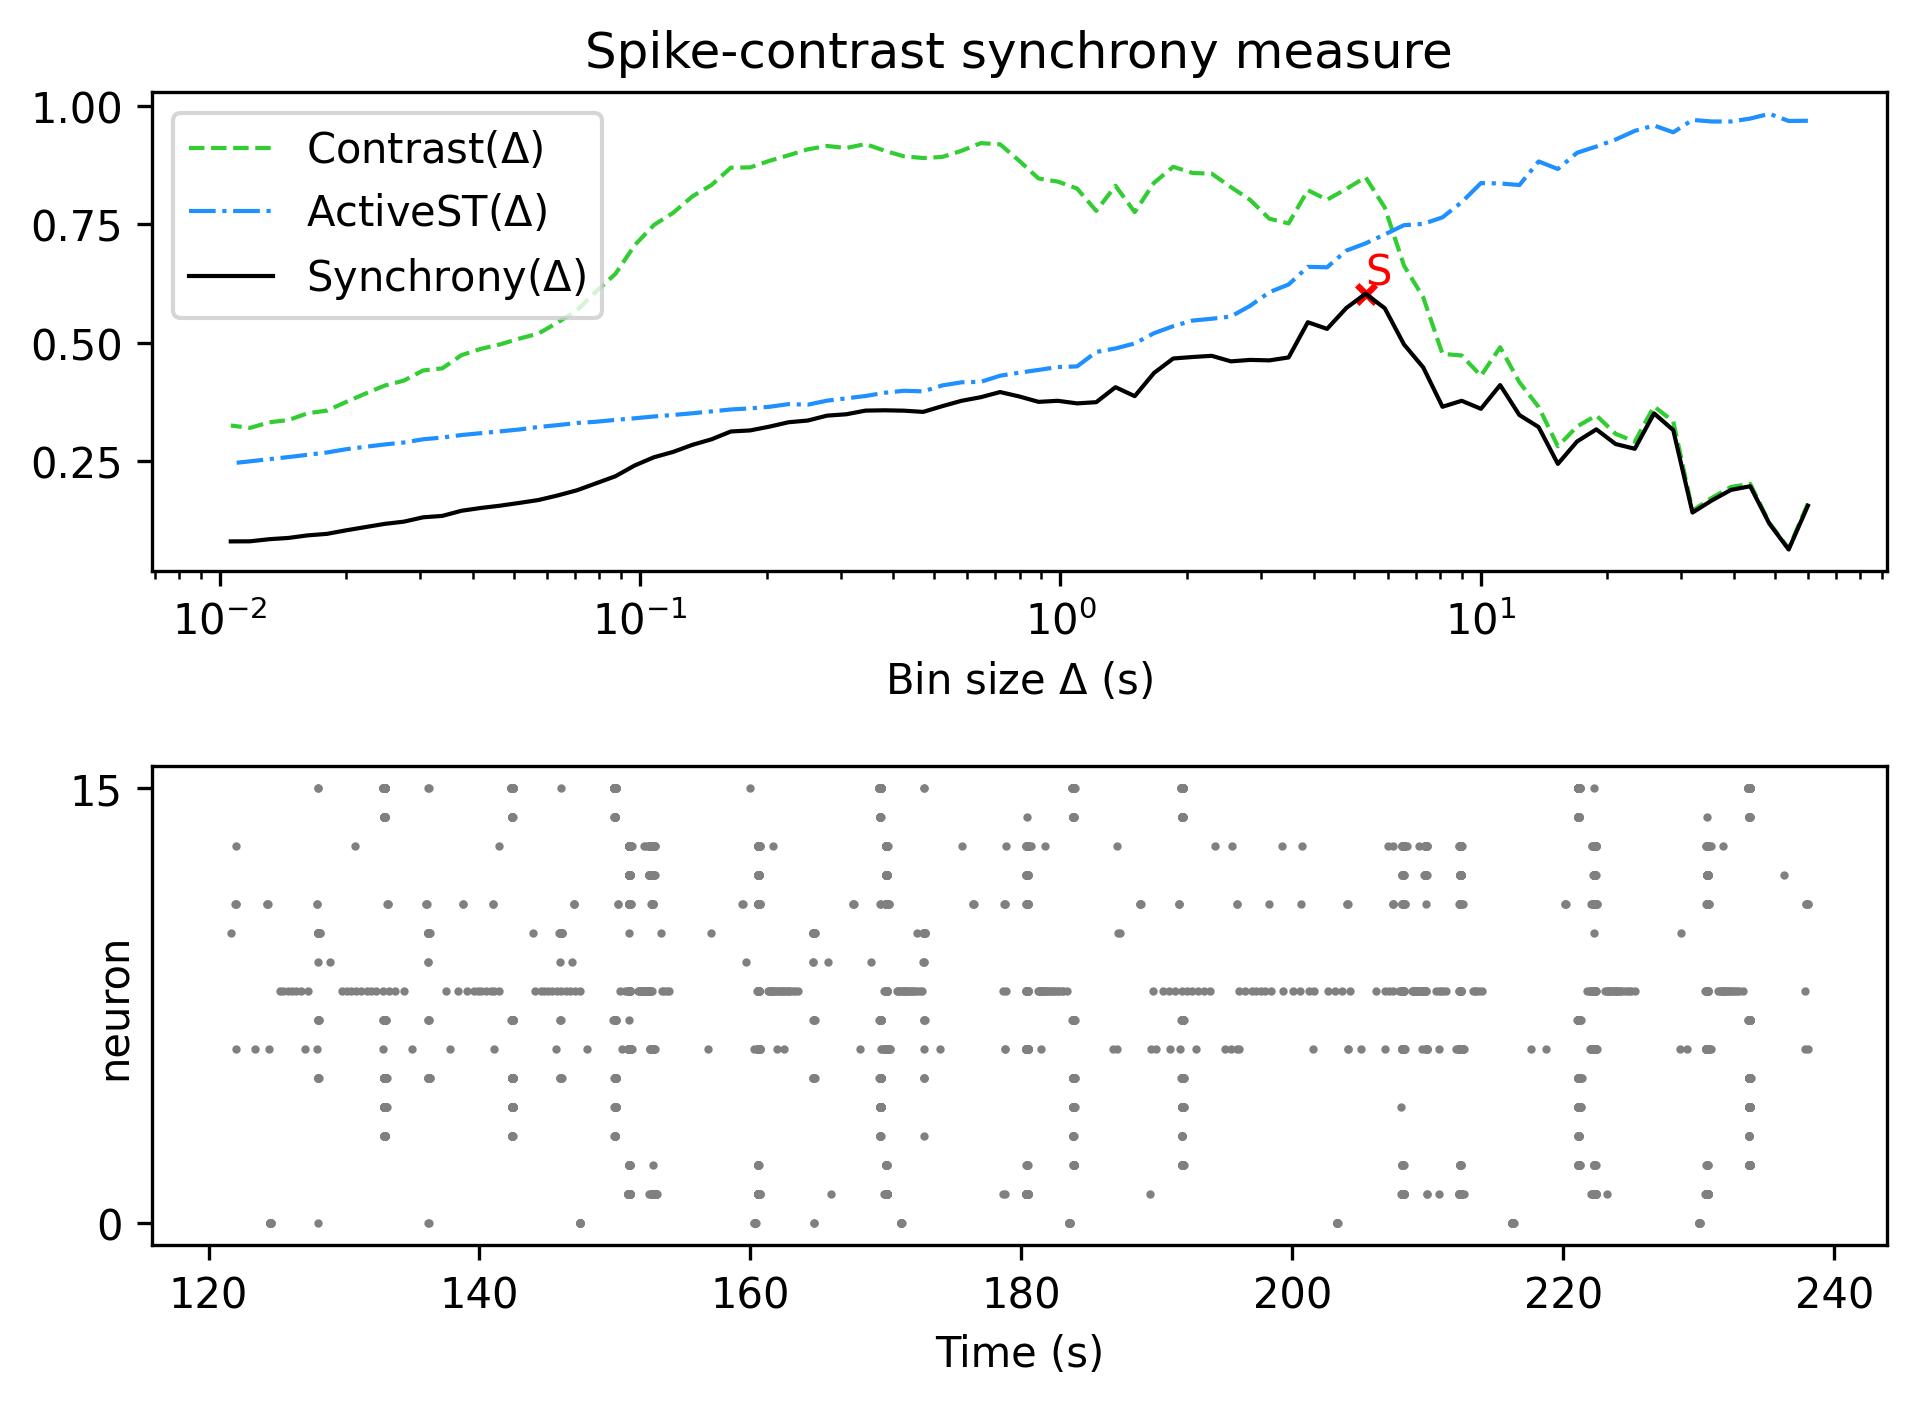 Spike-contrast synchrony measure
1.00
0.75
0.50
0.25
Contrast(Δ)
ActiveST(Δ)
Synchrony(Δ)
S
10⁻² 10⁻¹ 10⁰ 10¹
Bin size Δ (s)
15
0
neuron
120 140 160 180 200 220 240
Time (s)